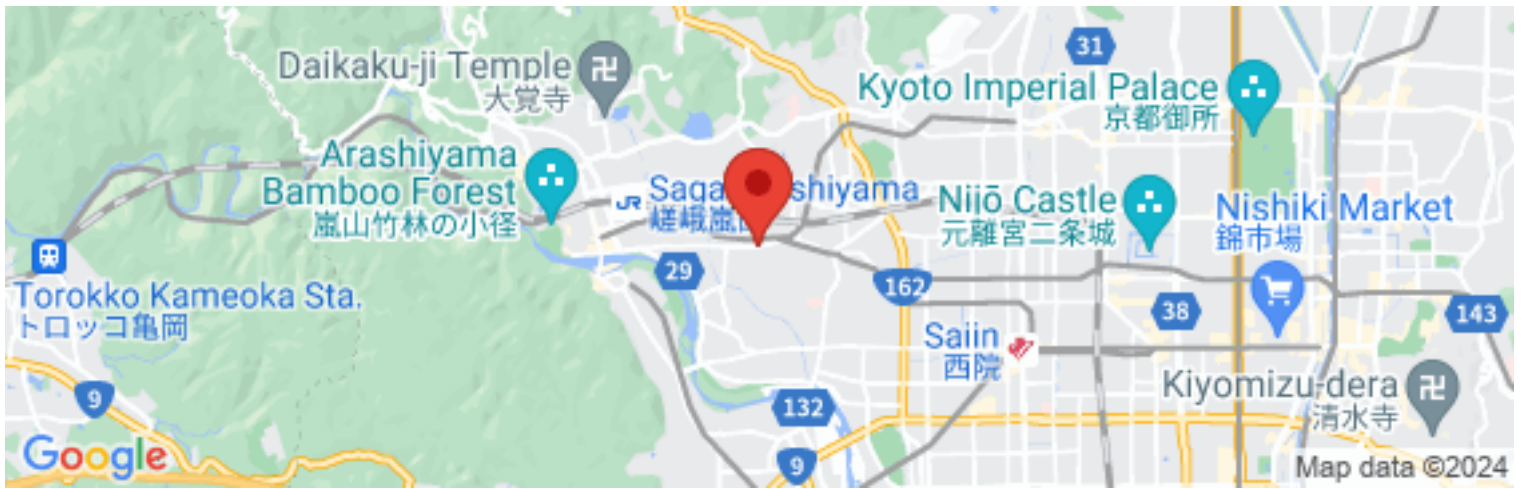 Daikaku-ji Temple
大覚寺
31
Kyoto Imperial Palace
京都御所
Arashiyama
Bamboo Forest
嵐山竹林の小径
JR
Nijō Castle
元離宮二条城
Nishiki Market
錦市場
29
162
Torokko Kameoka Sta.
トロッコ亀岡
38
143
Saiin
西院
Kiyomizu-dera
清水寺
9
132
9
Google
Map data ©2024